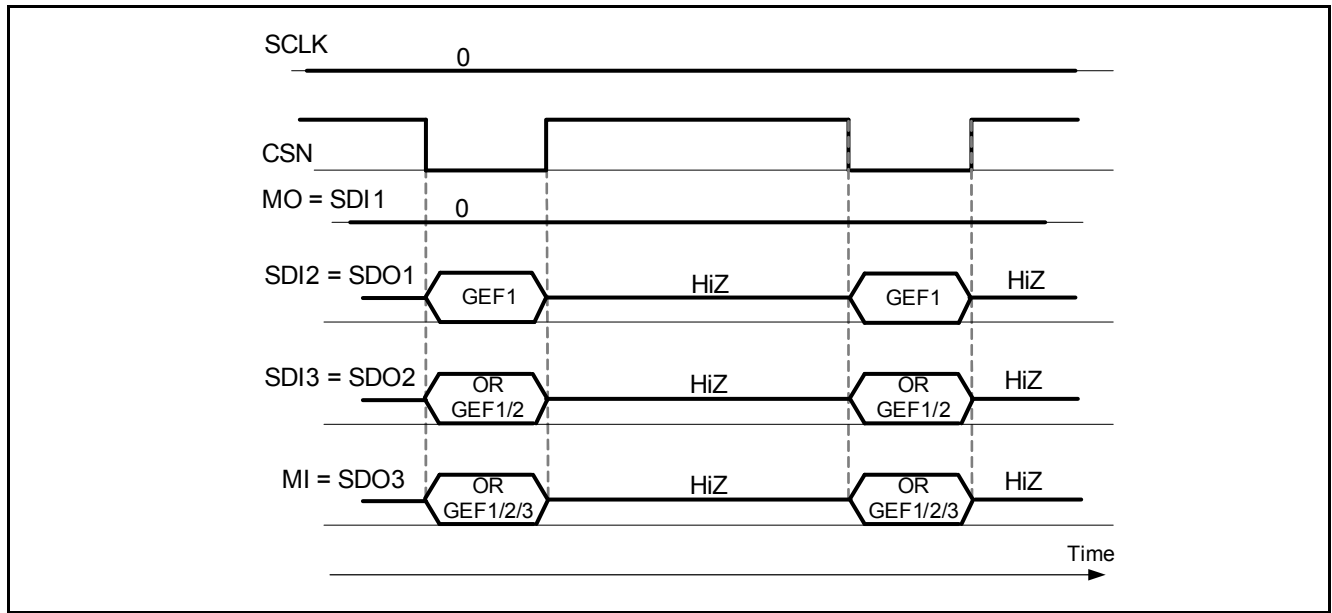 SCLK
0
CSN
MO = SDI1
0
SDI2 = SDO1
GEF1
HiZ
GEF1
HiZ
SDI3 = SDO2
OR
GEF1/2
HiZ
OR
GEF1/2
HiZ
MI = SDO3
OR
GEF1/2/3
HiZ
OR
GEF1/2/3
HiZ
Time